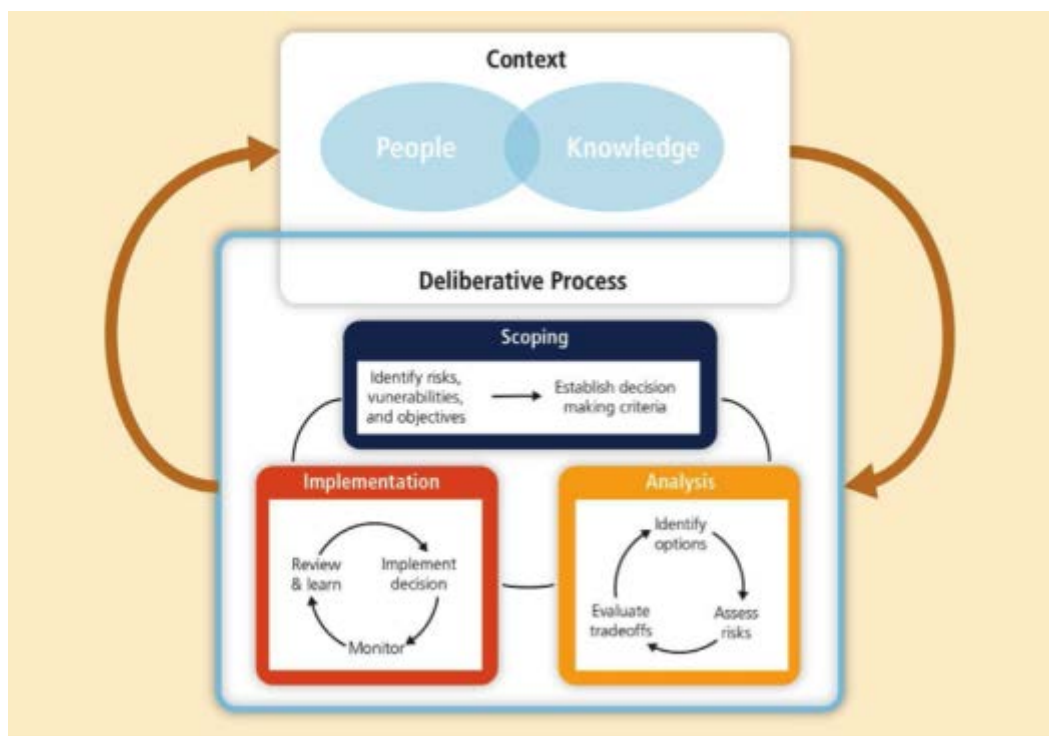 Context
People
Knowledge
Deliberative Process
Scoping
Identify risks,
vunerabilities,
and objectives
Establish decision
making criteria
Implementation
Review
& learn
Implement
decision
Monitor
Analysis
Identify
options
Evaluate
tradeoffs
Assess
risks